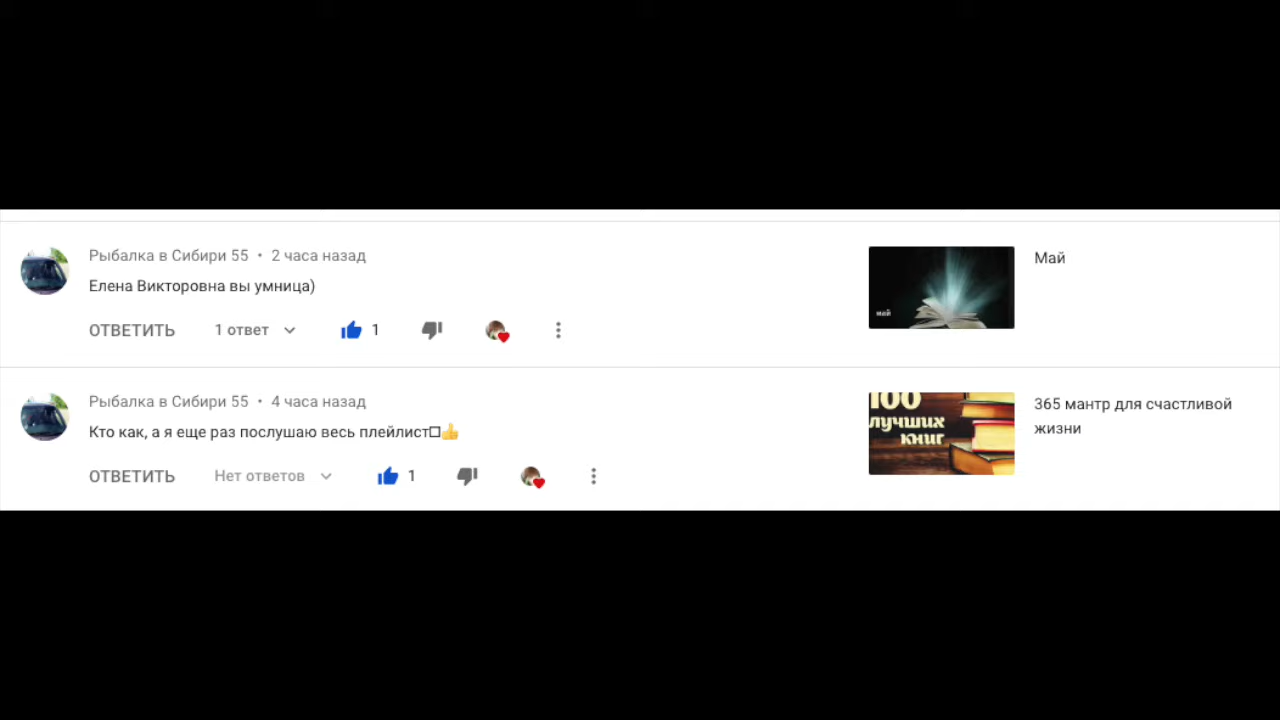 Рыбалка в Сибири 55 • 2 часа назад
Елена Викторовна вы умница)
ОТВЕТИТЬ 1 ответ 1
май
Май
Рыбалка в Сибири 55 • 4 часа назад
Кто как, а я еще раз послушаю весь плейлист□👍
ОТВЕТИТЬ Нет ответов 1
100
лучших
книг
365 мантр для счастливой
жизни